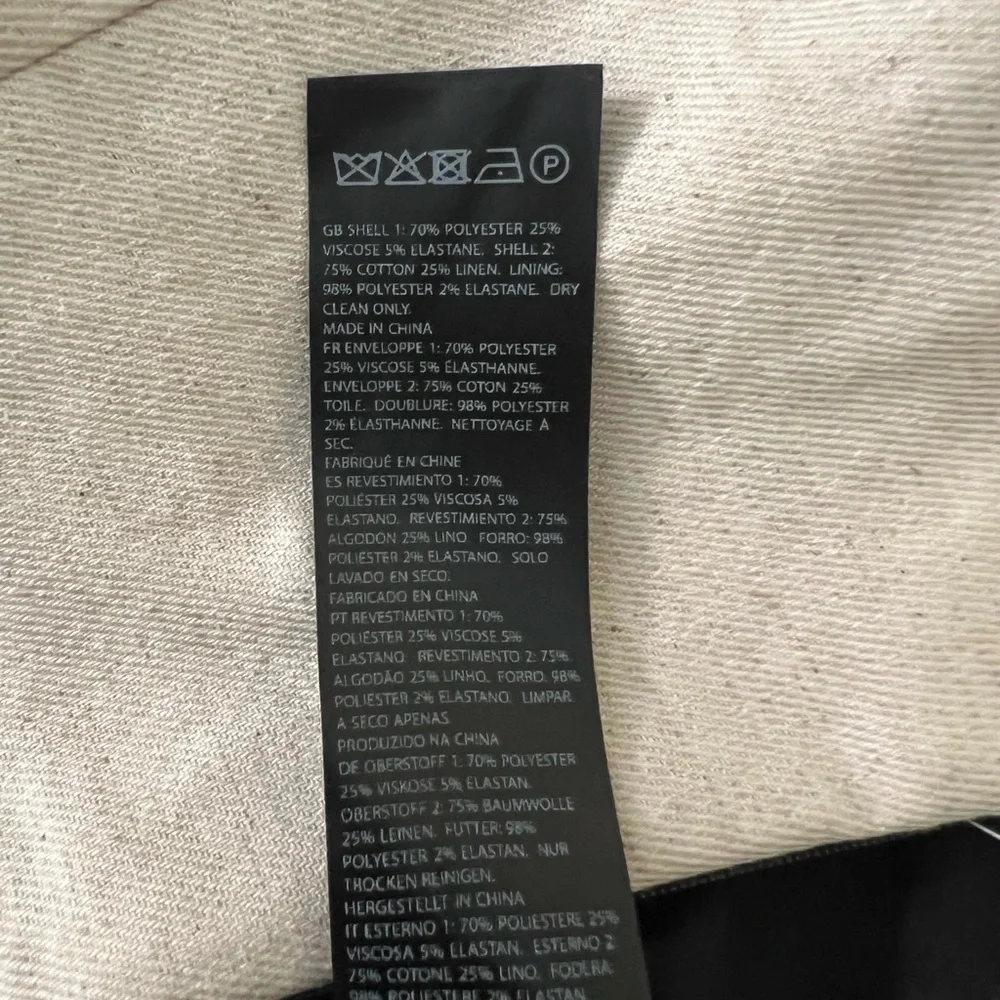 P
GB SHELL 1: 70% POLYESTER 25%
VISCOSE 5% ELASTANE. SHELL 2:
75% COTTON 25% LINEN. LINING:
98% POLYESTER 2% ELASTANE. DRY
CLEAN ONLY.
MADE IN CHINA
FR ENVELOPPE 1: 70% POLYESTER
25% VISCOSE 5% ÉLASTHANNE.
ENVELOPPE 2: 75% COTON 25%
TOILE. DOUBLURE: 98% POLYESTER
2% ÉLASTHANNE. NETTOYAGE À
SEC.
FABRIQUÉ EN CHINE
ES REVESTIMIENTO 1: 70%
POLIÉSTER 25% VISCOSA 5%
ELASTANO. REVESTIMIENTO 2: 75%
ALGODÓN 25% LINO. FORRO: 98%
POLIÉSTER 2% ELASTANO. SOLO
LAVADO EN SECO.
FABRICADO EN CHINA
PT REVESTIMENTO 1: 70%
POLIÉSTER 25% VISCOSE 5%
ELASTANO. REVESTIMENTO 2: 75%
ALGODÃO 25% LINHO. FORRO: 98%
POLIÉSTER 2% ELASTANO. LIMPAR
A SECO APENAS.
PRODUZIDO NA CHINA
DE OBERSTOFF 1: 70% POLYESTER
25% VISKOSE 5% ELASTAN.
OBERSTOFF 2: 75% BAUMWOLLE
25% LEINEN. FUTTER: 98%
POLYESTER 2% ELASTAN. NUR
TROCKEN REINIGEN.
HERGESTELLT IN CHINA
IT ESTERNO 1: 70% POLIESTERE 25%
VISCOSA 5% ELASTAN. ESTERNO 2:
75% COTONE 25% LINO. FODERA:
98% POLIESTERE 2% ELASTAN.